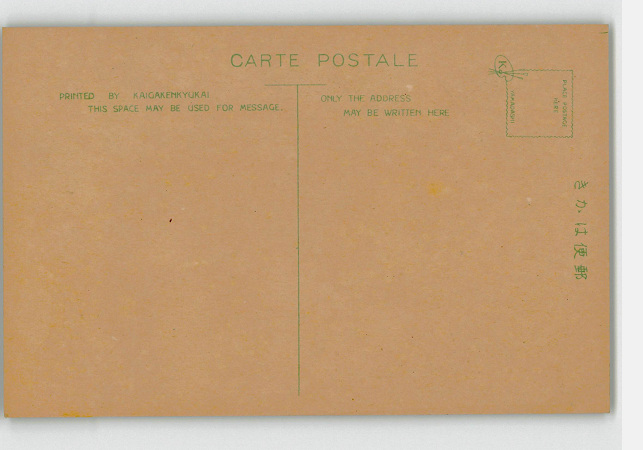 CARTE POSTALE
PRINTED BY KAIGAKENKYUKAI
THIS SPACE MAY BE USED FOR MESSAGE.
ONLY THE ADDRESS
MAY BE WRITTEN HERE
K
PLACE POSTAGE
きかは便郵